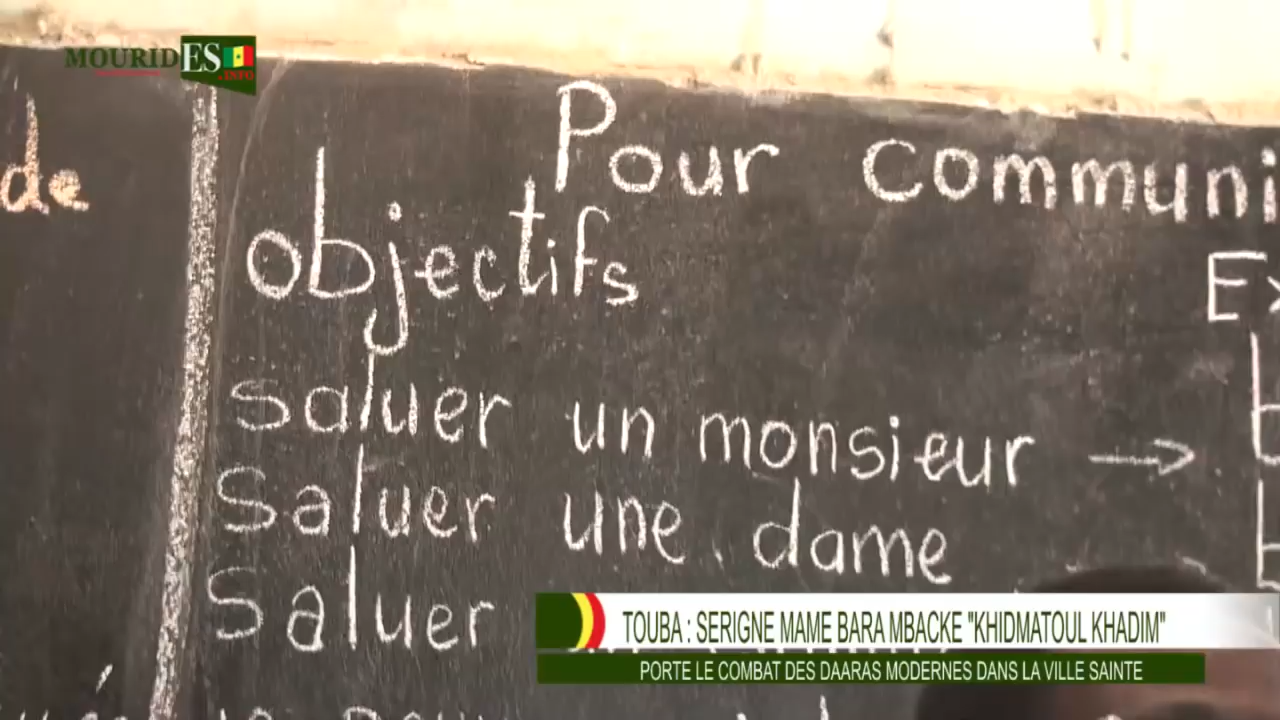 MOURIDES
.INFO
de
Pour communi
objectifs
Ex
saluer un monsieur →
Saluer une dame
Saluer
TOUBA : SERIGNE MAME BARA MBACKE "KHIDMATOUL KHADIM"
PORTE LE COMBAT DES DAARAS MODERNES DANS LA VILLE SAINTE